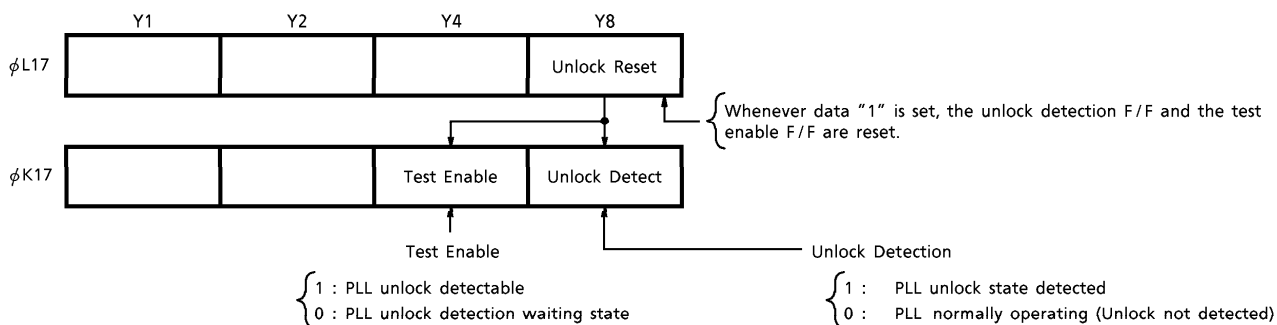 Y1 Y2 Y4 Y8
ϕL17 Unlock Reset
Whenever data "1" is set, the unlock detection F/F and the test
enable F/F are reset.
ϕK17 Test Enable Unlock Detect
Test Enable Unlock Detection
1 : PLL unlock detectable 1 : PLL unlock state detected
0 : PLL unlock detection waiting state 0 : PLL normally operating (Unlock not detected)